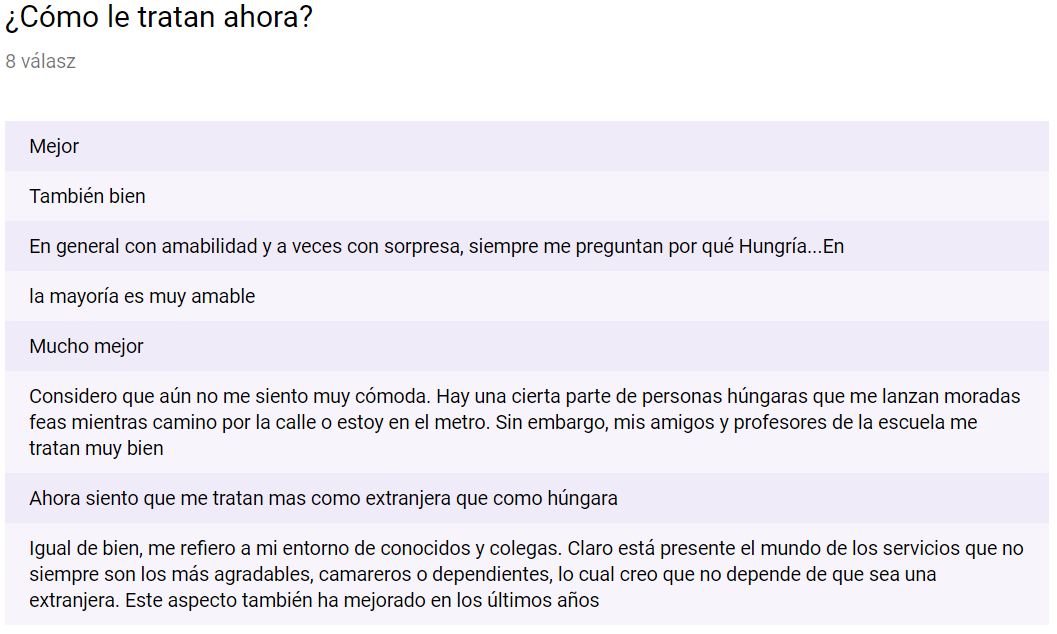 ¿Cómo le tratan ahora?
8 válasz
Mejor
También bien
En general con amabilidad y a veces con sorpresa, siempre me preguntan por qué Hungría...En
la mayoría es muy amable
Mucho mejor
Considero que aún no me siento muy cómoda. Hay una cierta parte de personas húngaras que me lanzan moradas
feas mientras camino por la calle o estoy en el metro. Sin embargo, mis amigos y profesores de la escuela me
tratan muy bien
Ahora siento que me tratan mas como extranjera que como húngara
Igual de bien, me refiero a mi entorno de conocidos y colegas. Claro está presente el mundo de los servicios que no
siempre son los más agradables, camareros o dependientes, lo cual creo que no depende de que sea una
extranjera. Este aspecto también ha mejorado en los últimos años